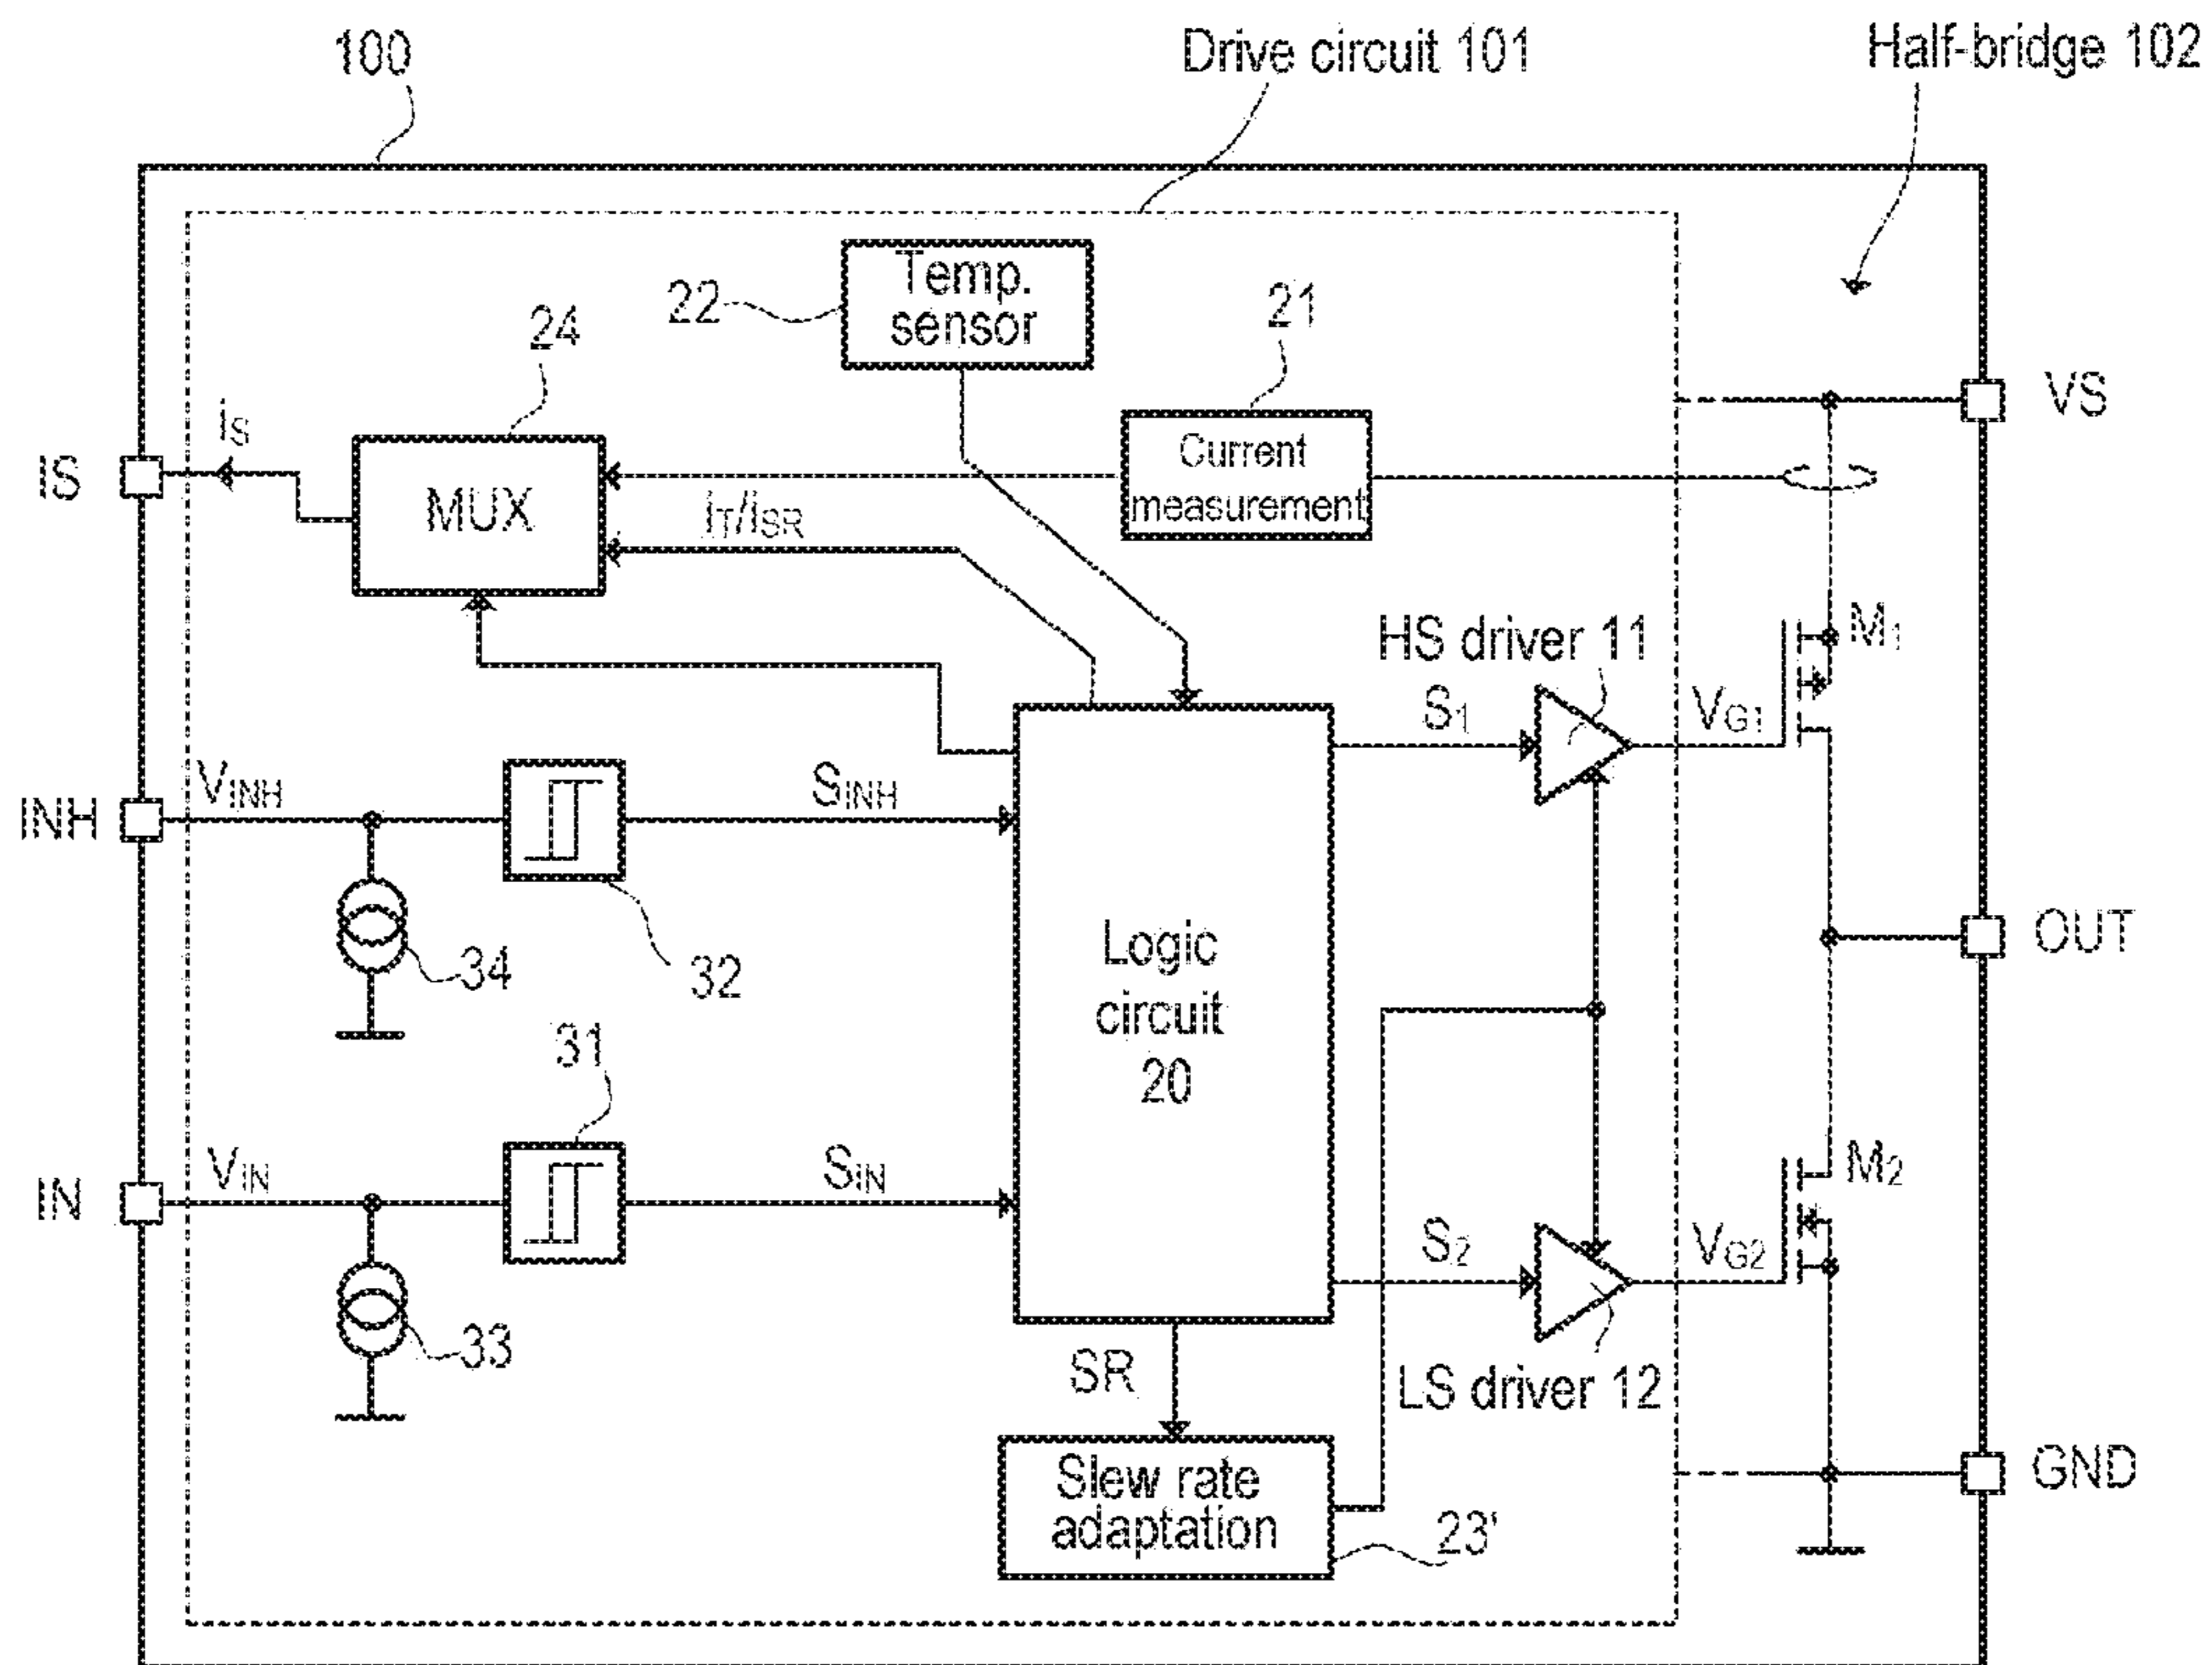 100
Drive circuit 101
Half-bridge 102
Temp.
sensor
22
21
24
Current
measurement
VS
iS
IS
MUX
iT/iSR
HS driver 11
M1
S1
VG1
VINH
SINH
INH
Logic
circuit
20
OUT
34
32
31
VIN
SIN
IN
M2
S2
VG2
33
SR
LS driver 12
Slew rate
adaptation
23'
GND